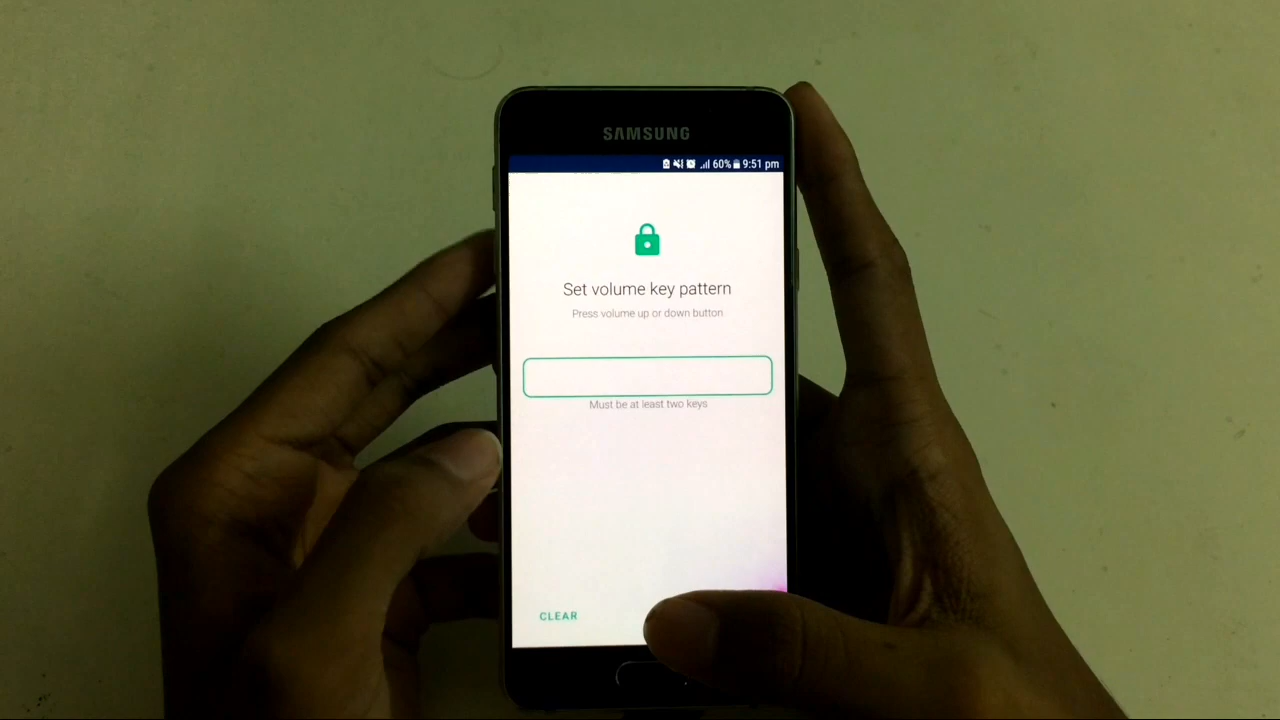 SAMSUNG
60% 9:51 pm
Set volume key pattern
Press volume up or down button.
Must be at least two keys
CLEAR